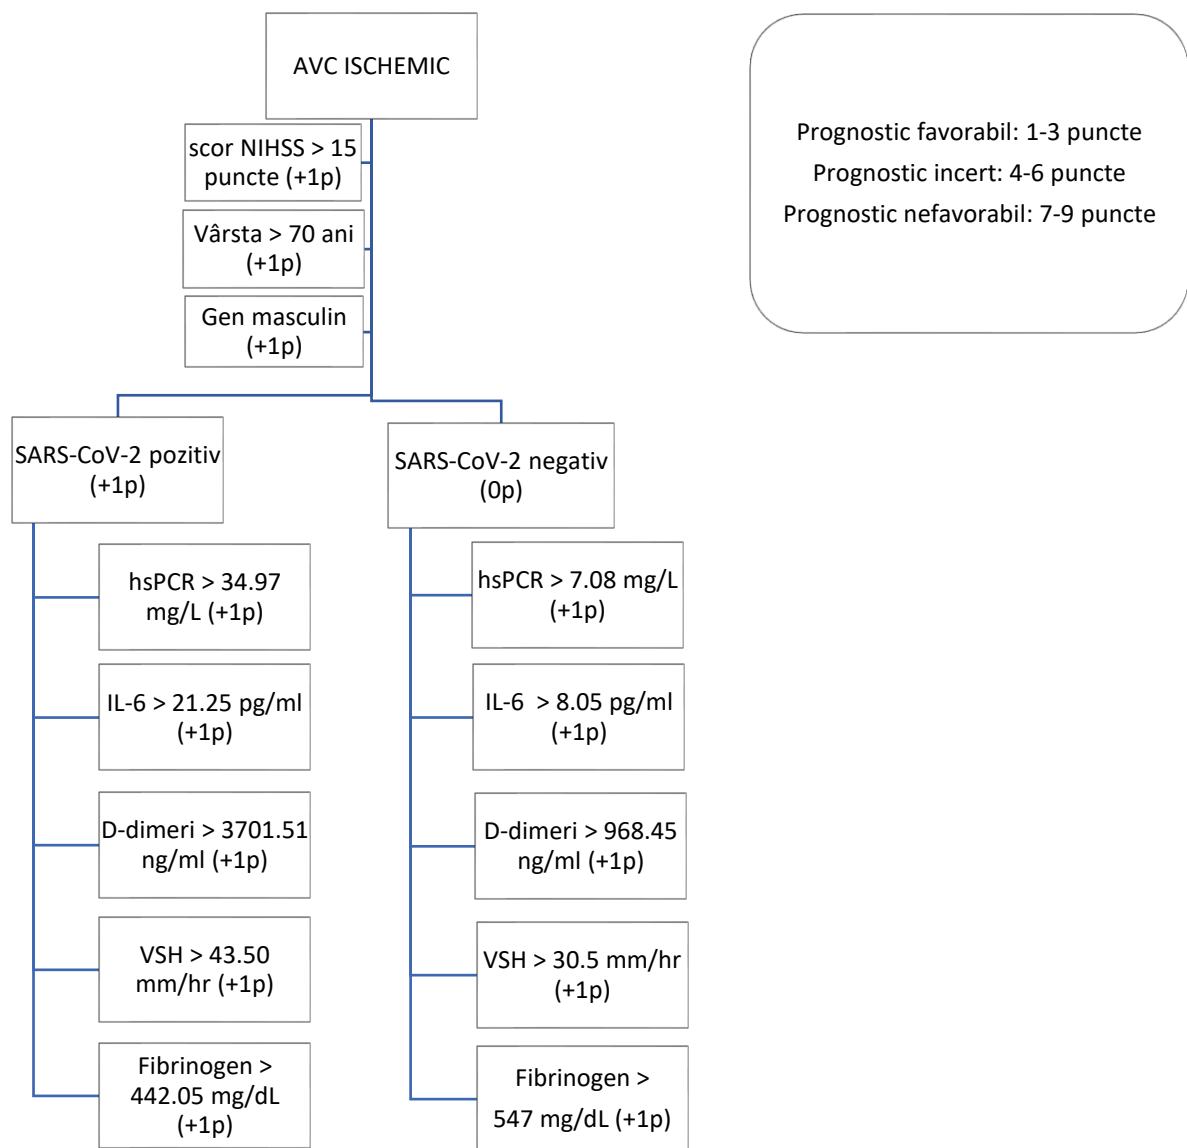 AVC ISCHEMIC
Prognostic favorabil: 1-3 puncte
Prognostic incert: 4-6 puncte
Prognostic nefavorabil: 7-9 puncte
scor NIHSS > 15
puncte (+1p)
Vârsta > 70 ani
(+1p)
Gen masculin
(+1p)
SARS-CoV-2 pozitiv
(+1p)
hsPCR > 34.97
mg/L (+1p)
IL-6 > 21.25 pg/ml
(+1p)
D-dimeri > 3701.51
ng/ml (+1p)
VSH > 43.50
mm/hr (+1p)
Fibrinogen >
442.05 mg/dL
(+1p)
SARS-CoV-2 negativ
(0p)
hsPCR > 7.08 mg/L
(+1p)
IL-6 > 8.05 pg/ml
(+1p)
D-dimeri > 968.45
ng/ml (+1p)
VSH > 30.5 mm/hr
(+1p)
Fibrinogen >
547 mg/dL (+1p)